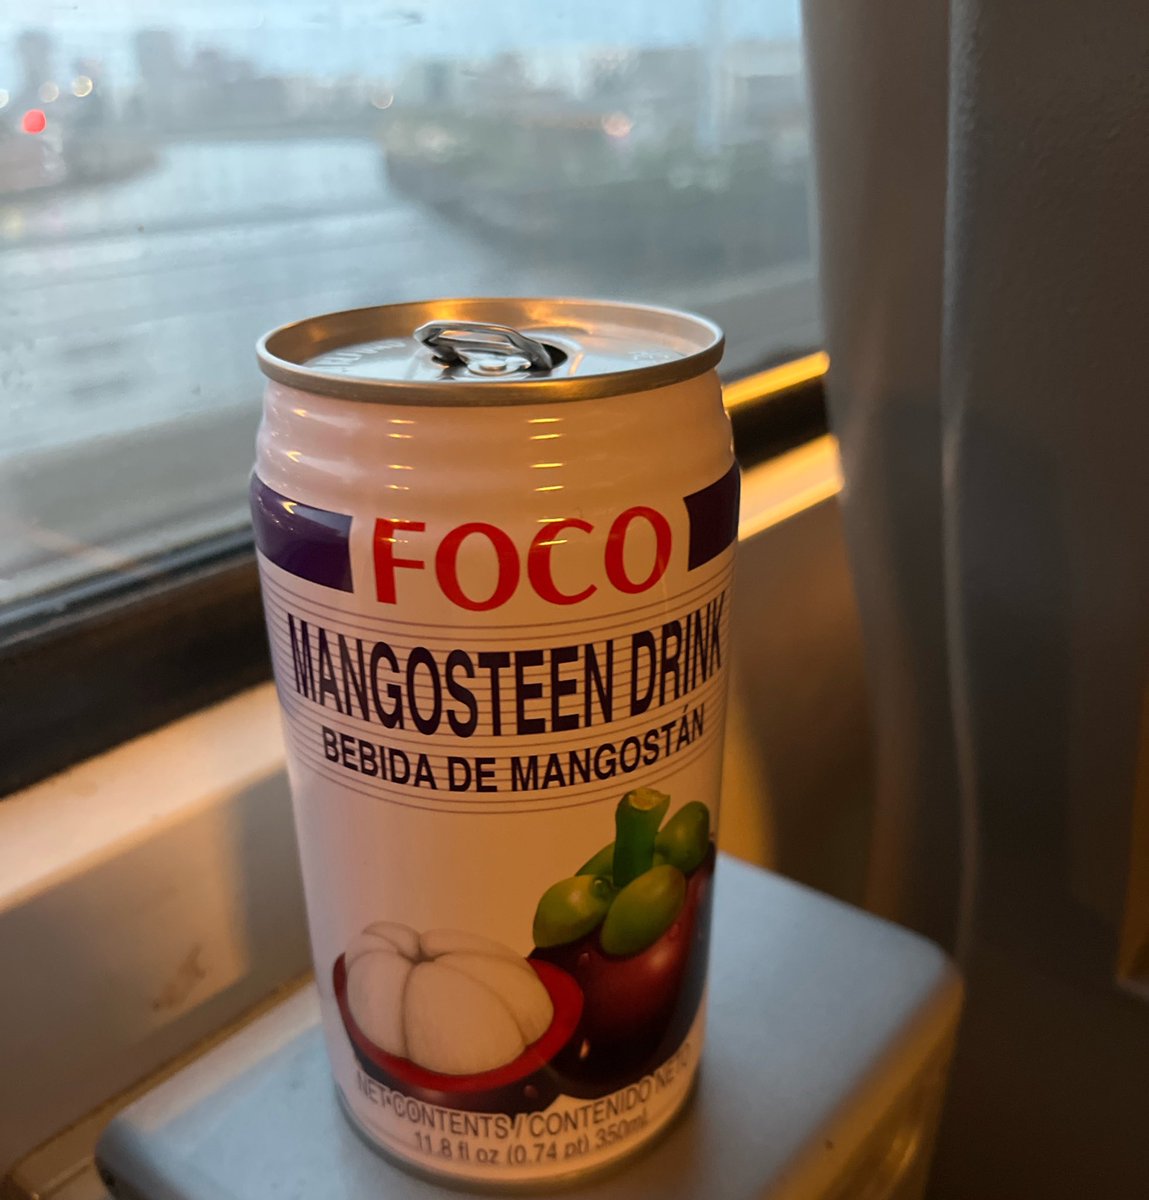 FOCO
MANGOSTEEN DRINK
BEBIDA DE MANGOSTÁN
NET CONTENTS / CONTENIDO NETO
11.8 fl oz (0.74 pt) 350mL